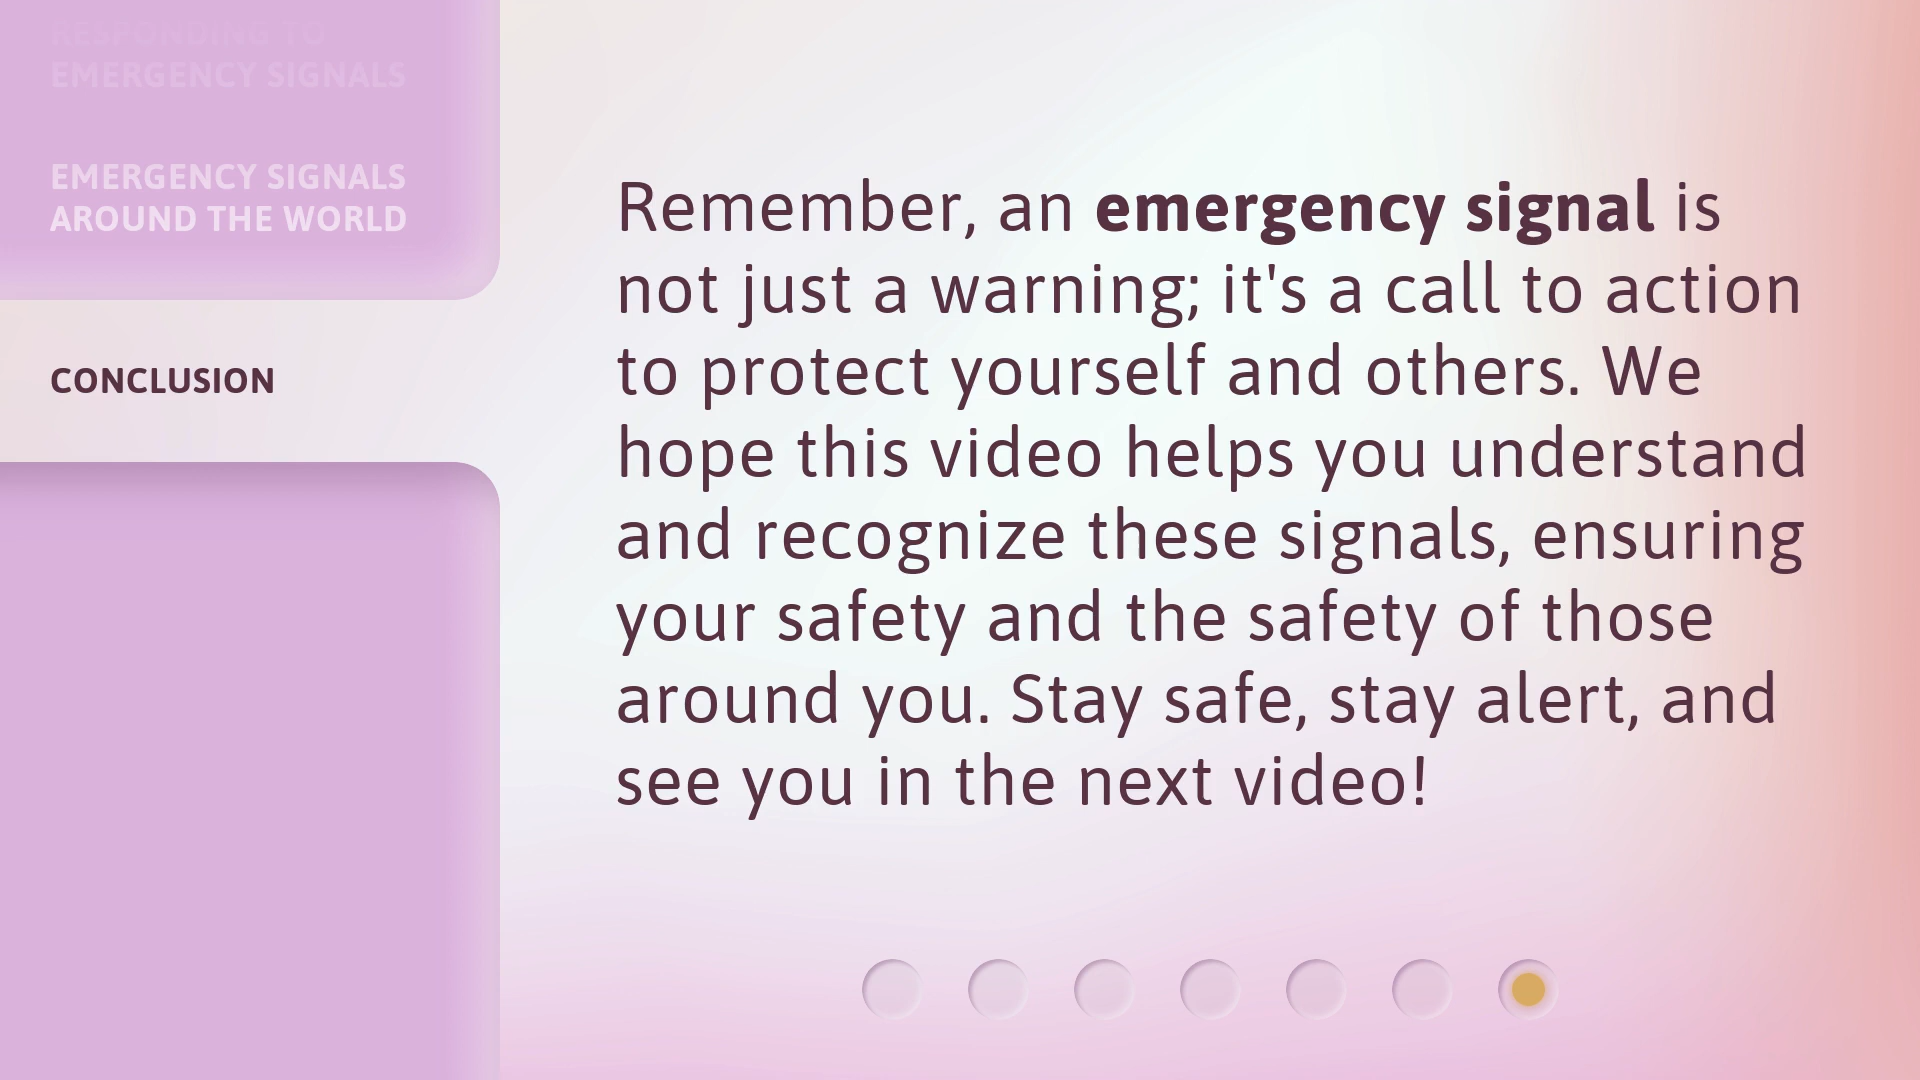 RESPONDING TO
EMERGENCY SIGNALS
EMERGENCY SIGNALS
AROUND THE WORLD
CONCLUSION
Remember, an emergency signal is
not just a warning; it's a call to action
to protect yourself and others. We
hope this video helps you understand
and recognize these signals, ensuring
your safety and the safety of those
around you. Stay safe, stay alert, and
see you in the next video!